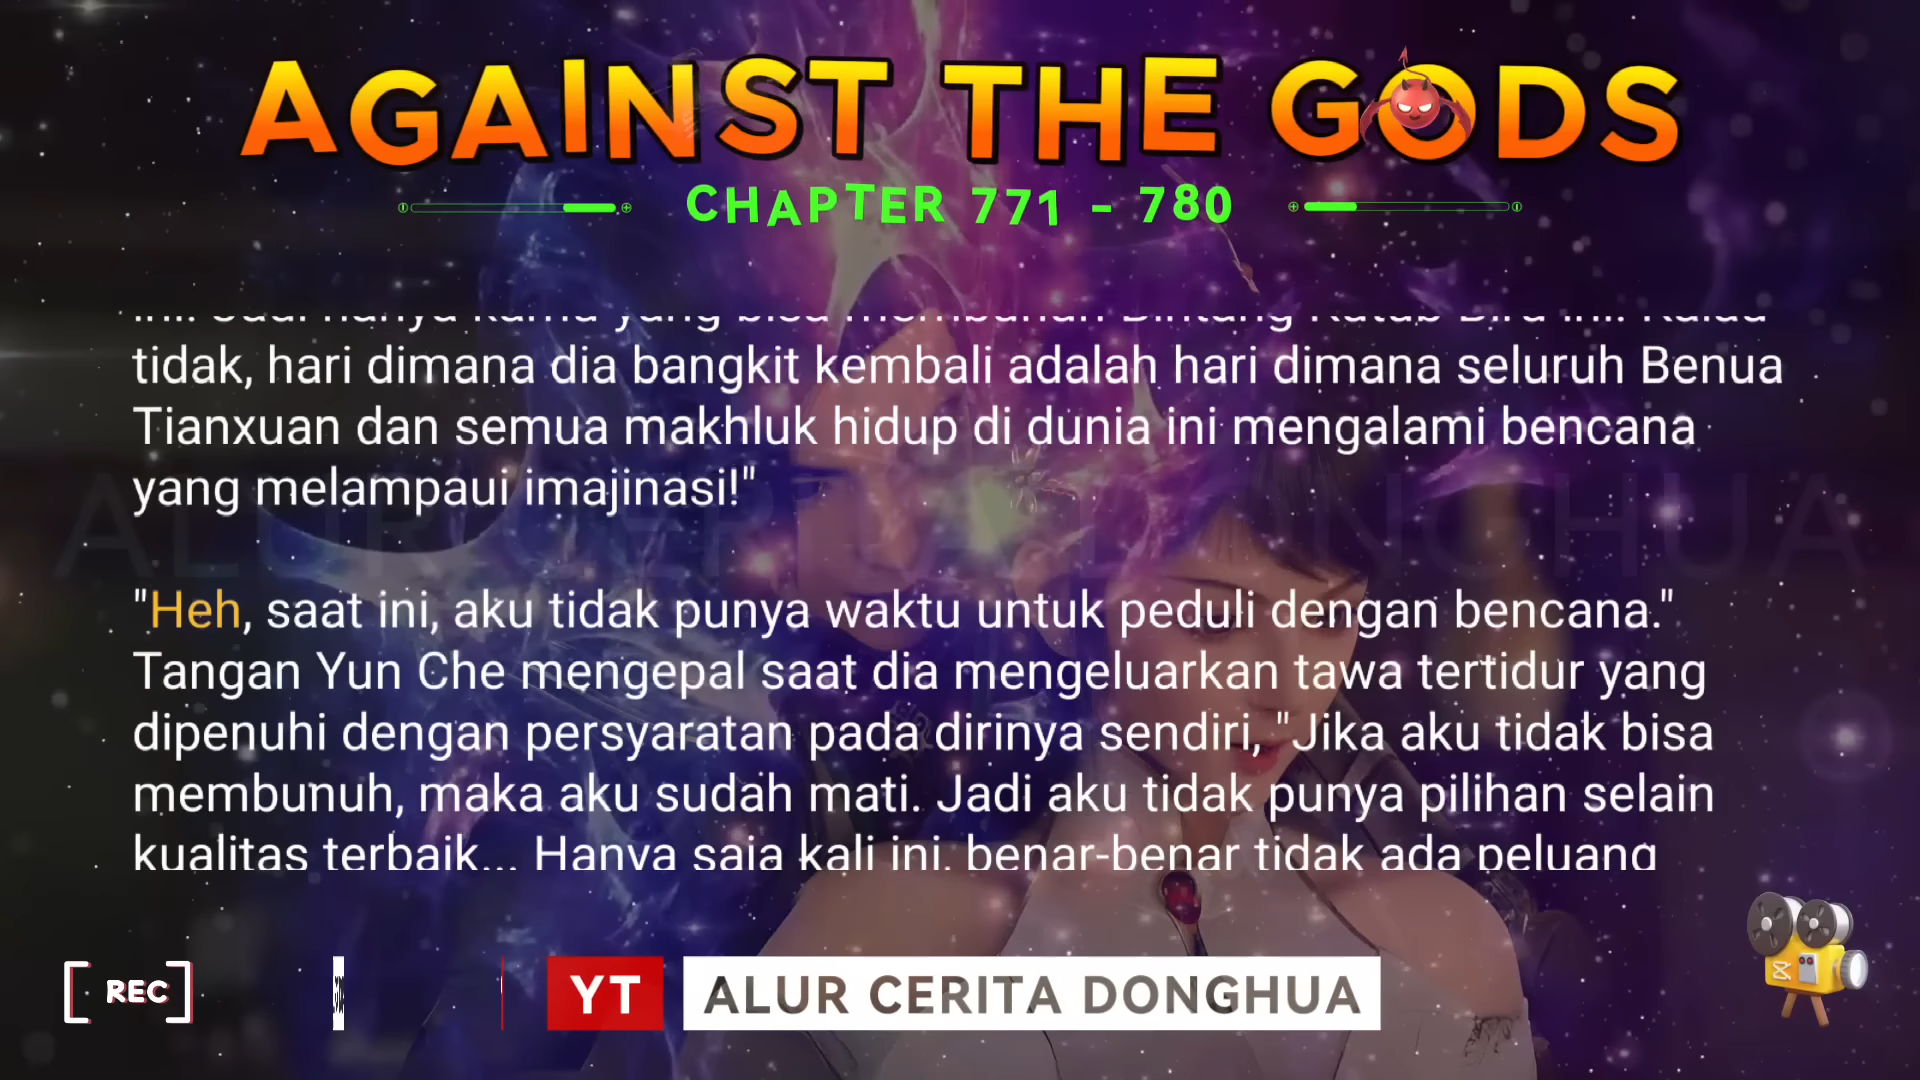 AGAINST THE GODS
CHAPTER 771 - 780
tidak, hari dimana dia bangkit kembali adalah hari dimana seluruh Benua
Tianxuan dan semua makhluk hidup di dunia ini mengalami bencana
yang melampaui imajinasi!"
ALUR CERITA DONGHUA
"Heh, saat ini, aku tidak punya waktu untuk peduli dengan bencana."
Tangan Yun Che mengepal saat dia mengeluarkan tawa tertidur yang
dipenuhi dengan persyaratan pada dirinya sendiri, "Jika aku tidak bisa
membunuh, maka aku sudah mati. Jadi aku tidak punya pilihan selain
kualitas terbaik... Hanya saja kali ini, benar-benar tidak ada peluang
REC
YT ALUR CERITA DONGHUA